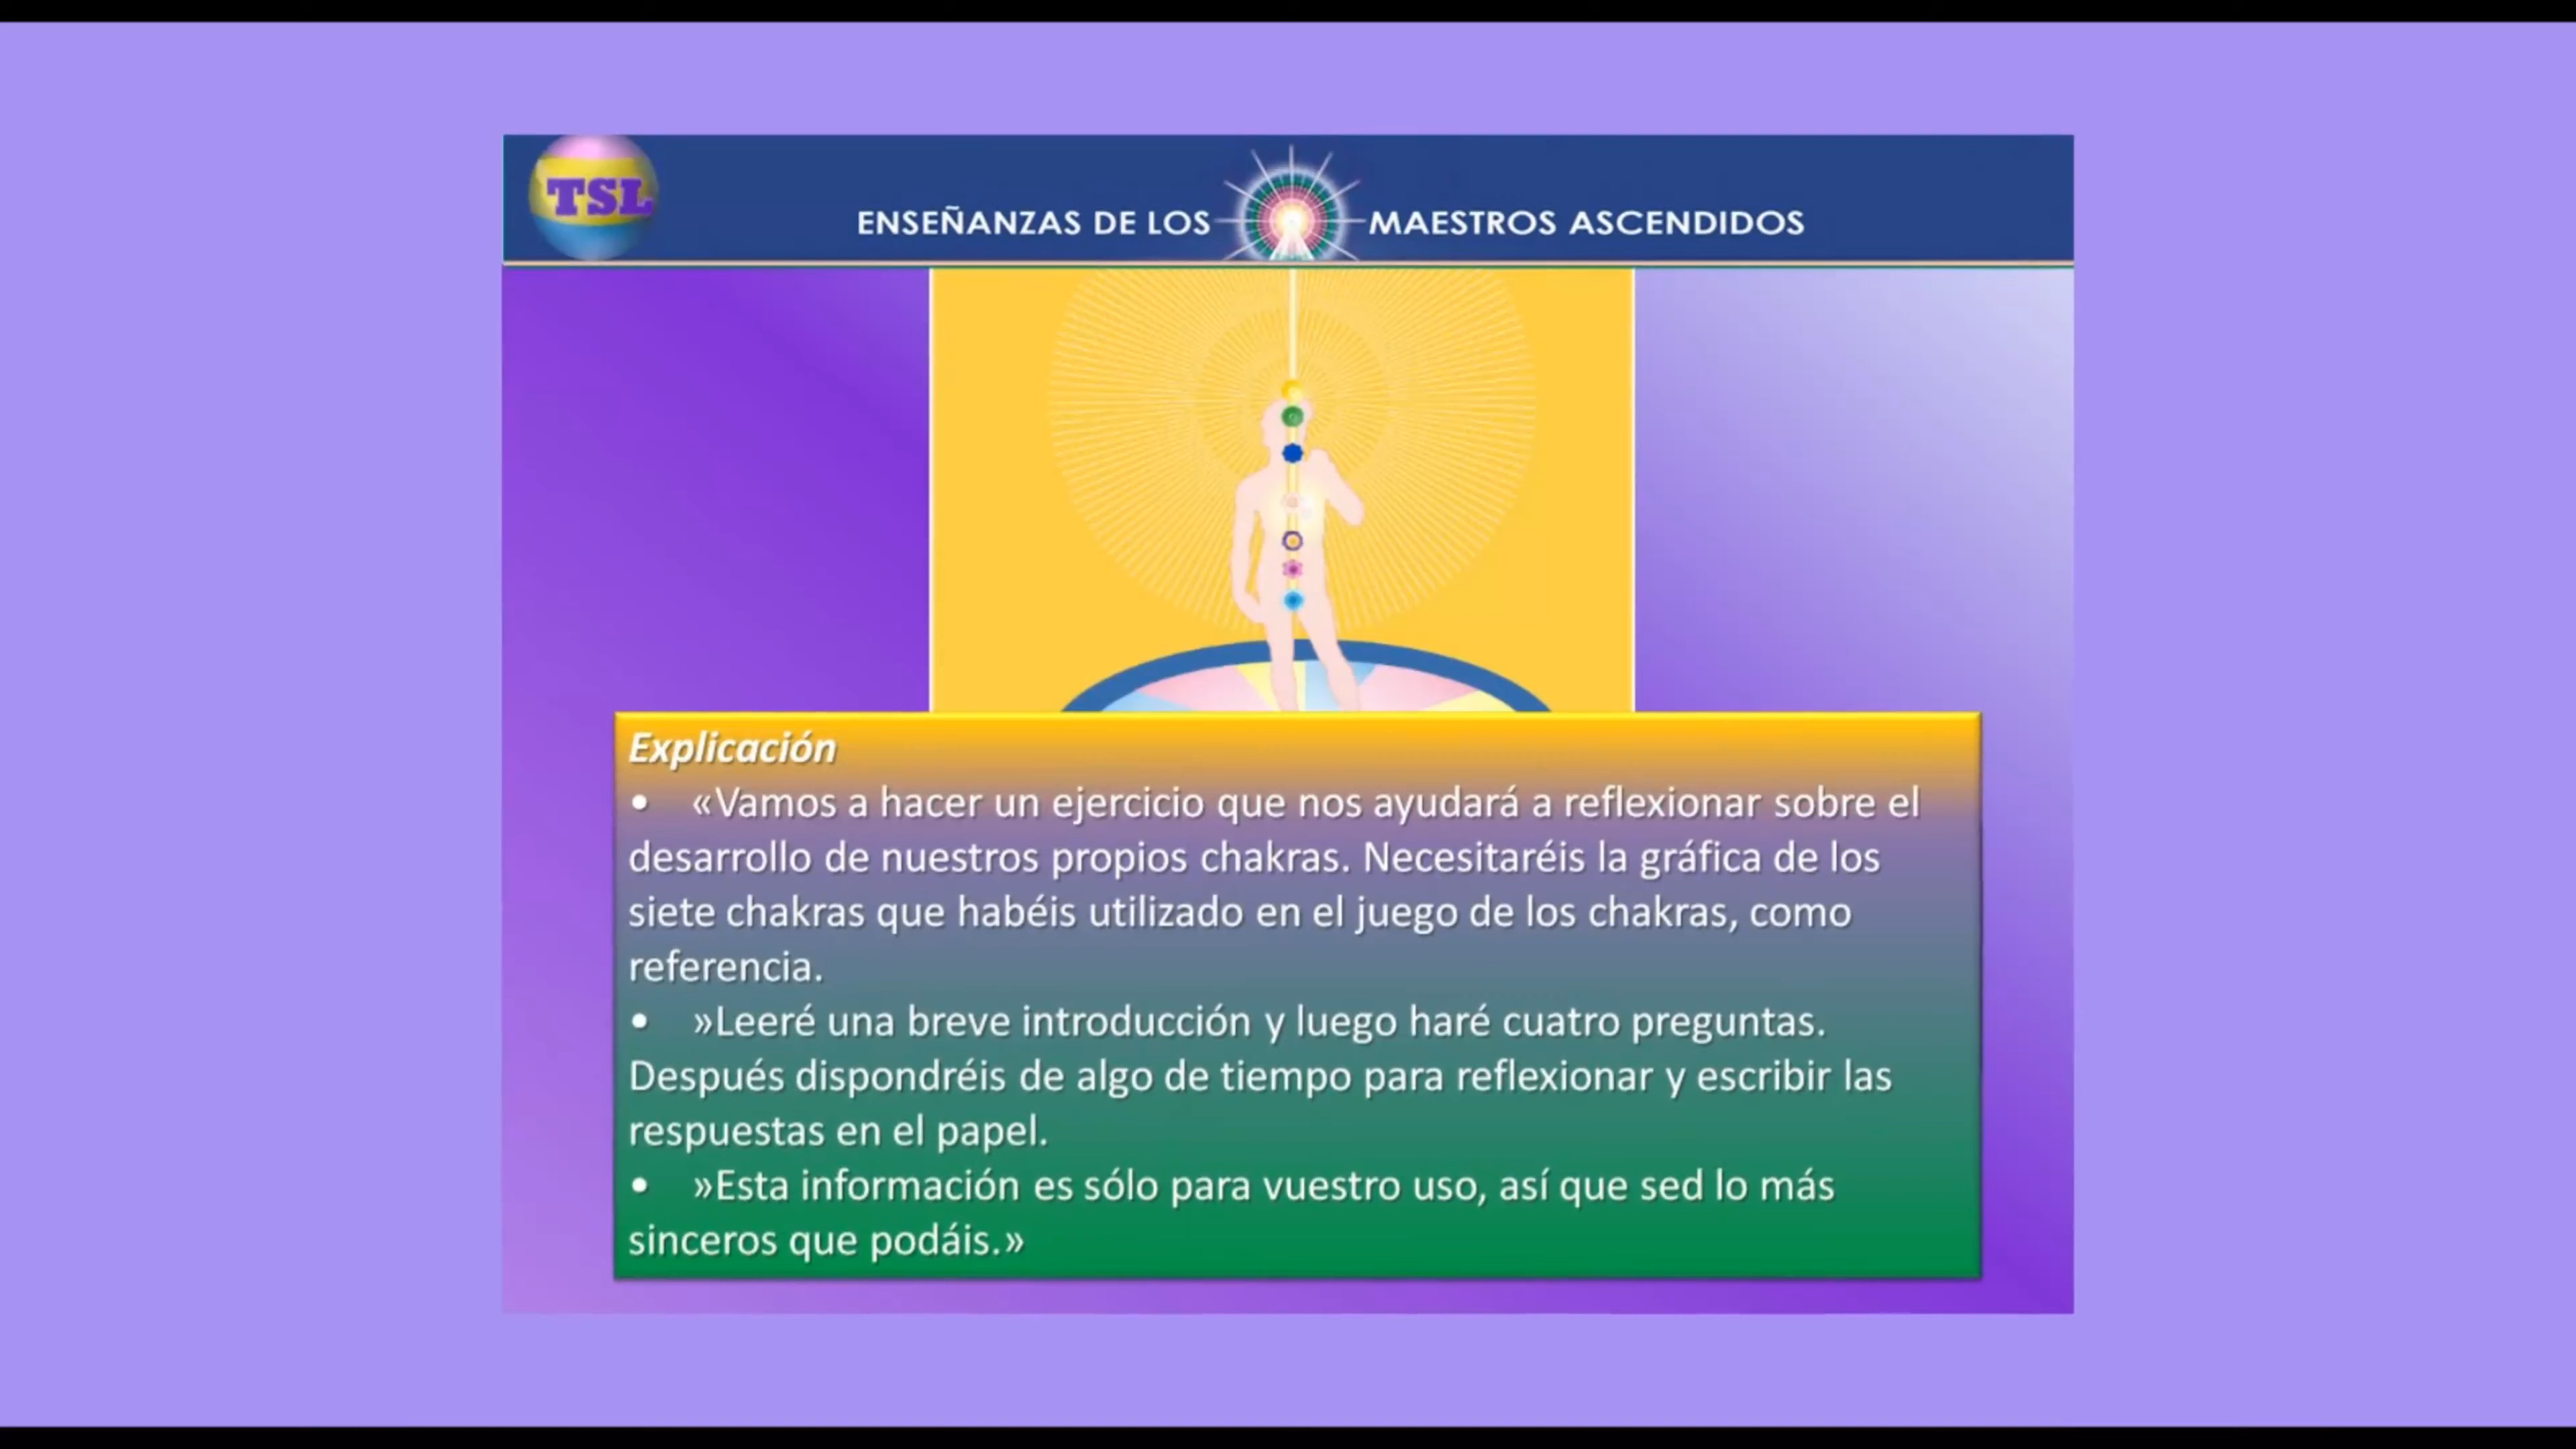 TSL
ENSEÑANZAS DE LOS MAESTROS ASCENDIDOS
Explicación
• «Vamos a hacer un ejercicio que nos ayudará a reflexionar sobre el
desarrollo de nuestros propios chakras. Necesitaréis la gráfica de los
siete chakras que habéis utilizado en el juego de los chakras, como
referencia.
• »Leeré una breve introducción y luego haré cuatro preguntas.
Después dispondréis de algo de tiempo para reflexionar y escribir las
respuestas en el papel.
• »Esta información es sólo para vuestro uso, así que sed lo más
sinceros que podáis.»